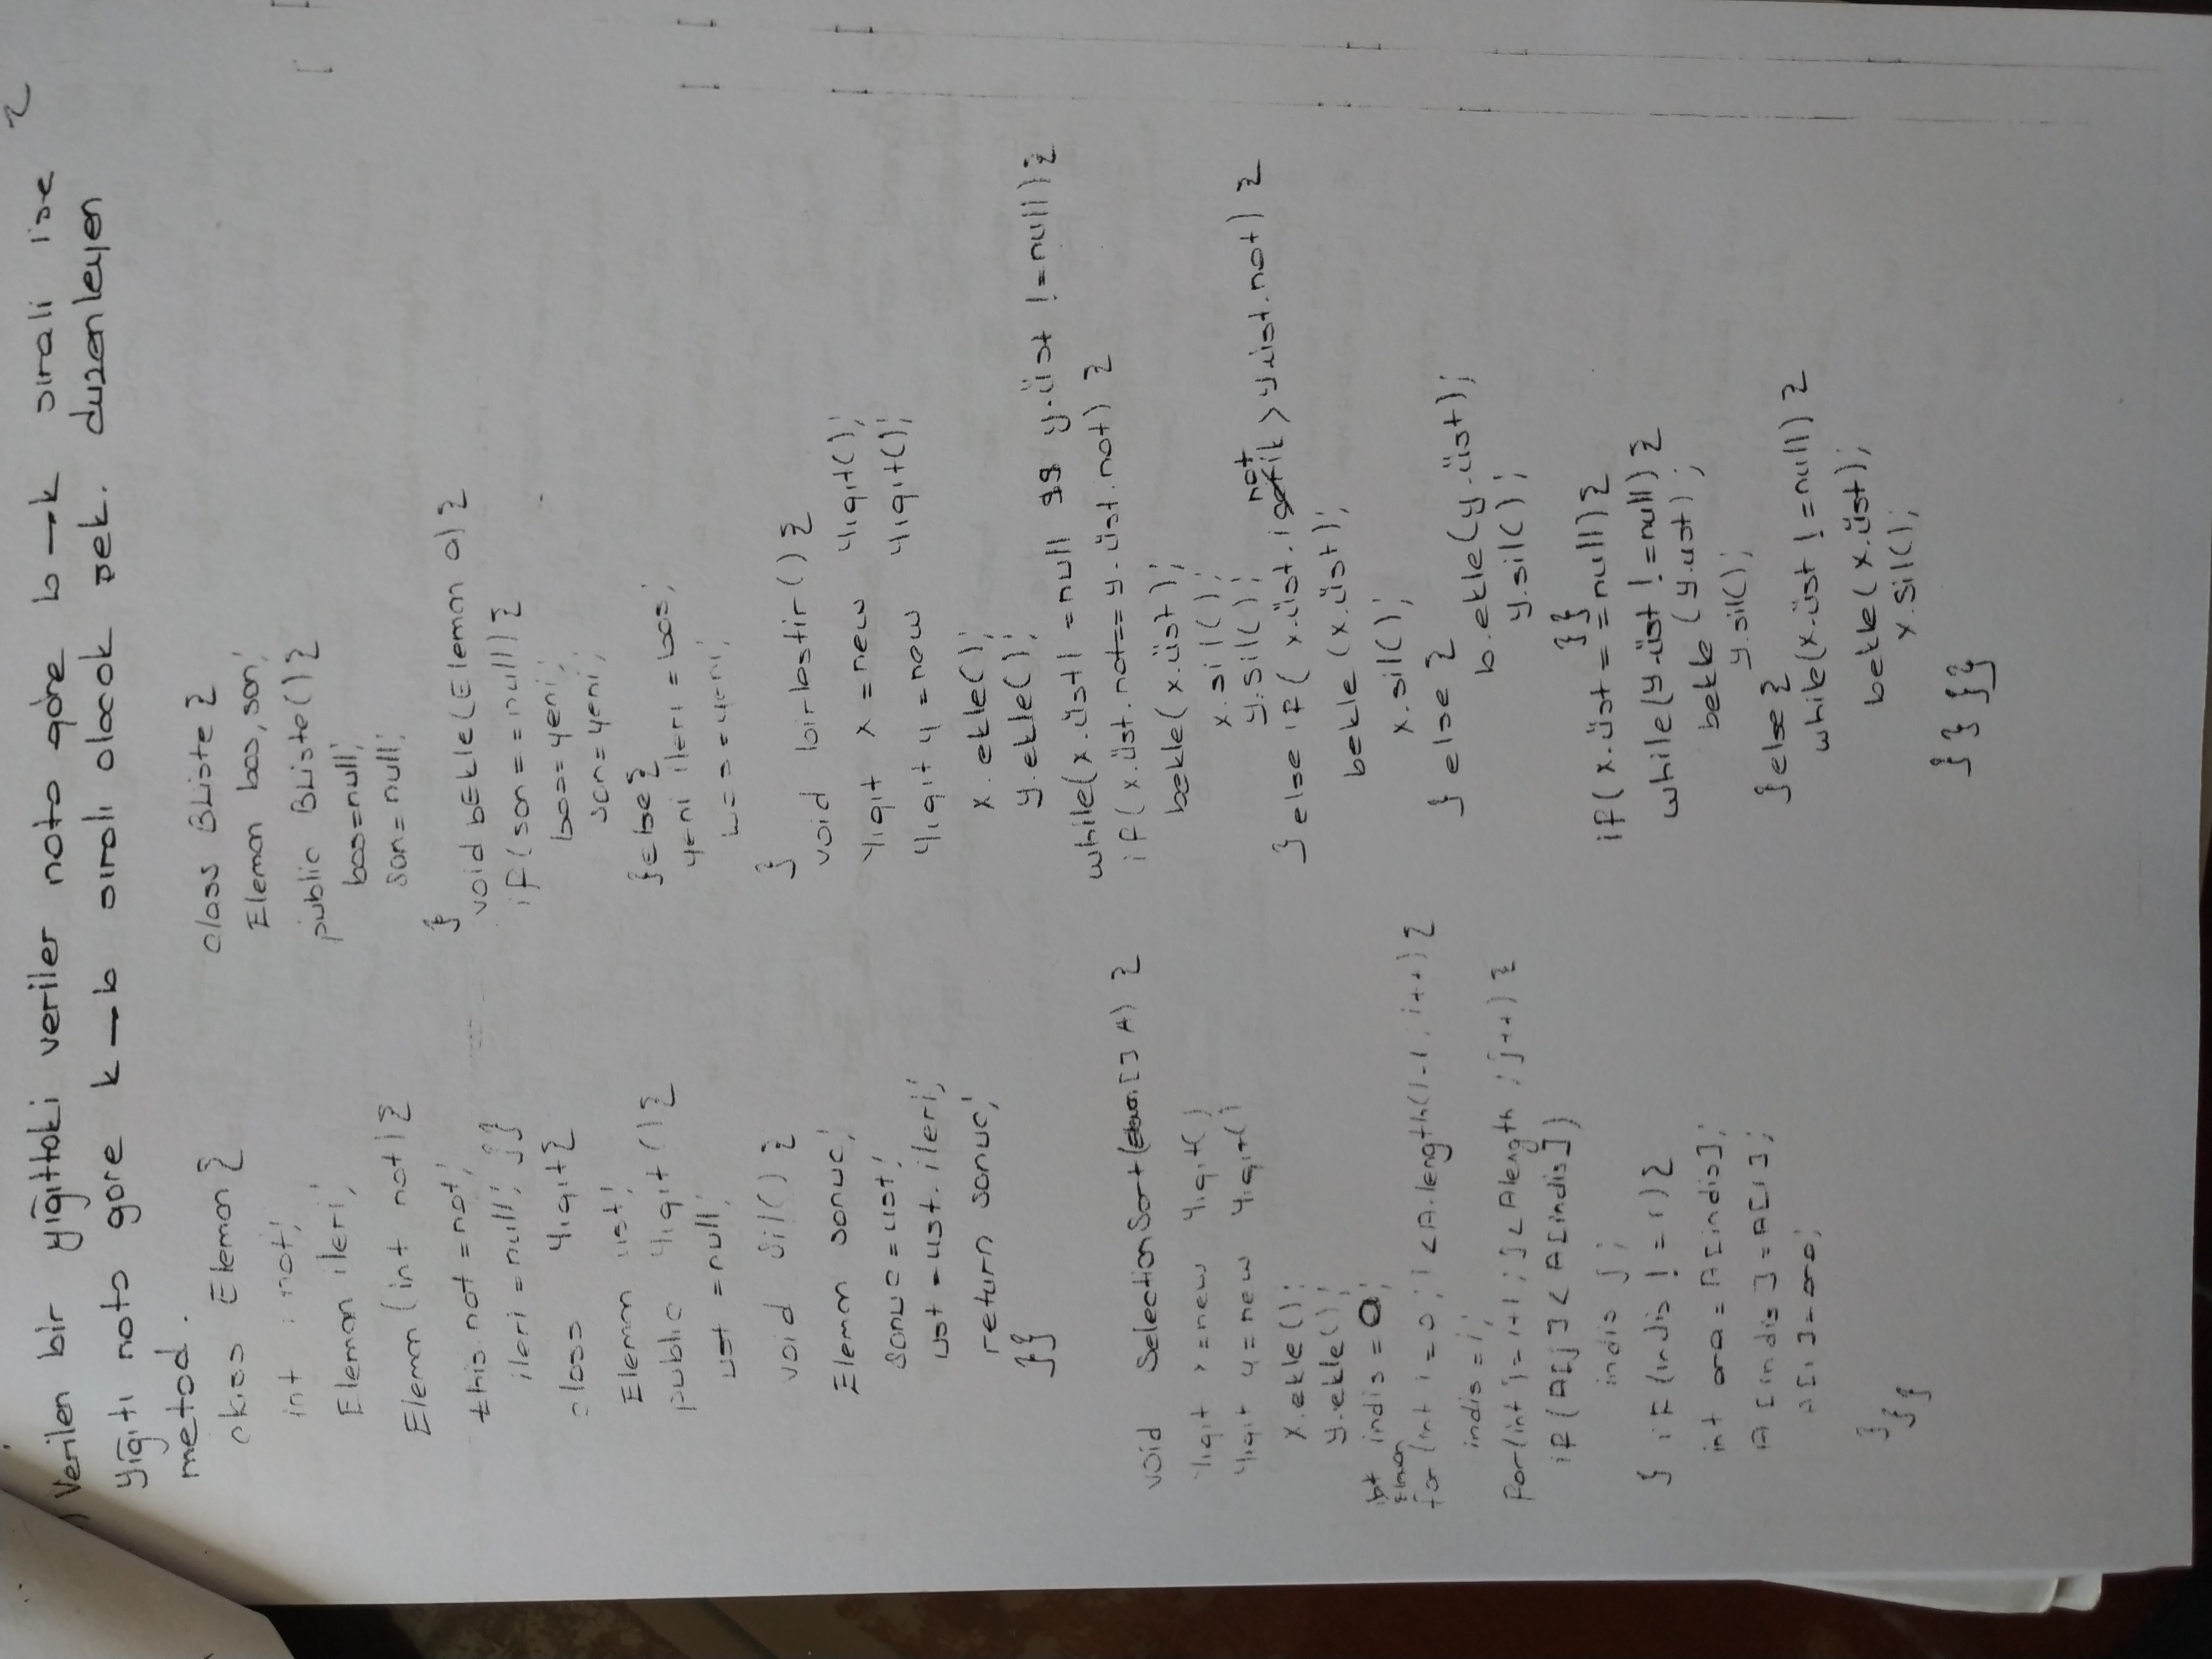 2
Verilen bir yiğittaki veriler nota göre b→k sıralı ise
yiğiti nota göre k→b sıralı olacak şek. düzenleyen
metod.
class Eleman {
int not;
Eleman ileri;
Eleman (int not) {
this.not = not;
ileri = null; }}
class Yigit {
Eleman ust;
public Yigit () {
ust = null;
void Sil() {
Eleman sonuc;
sonuc = ust;
ust = ust.ileri;
return sonuc;
}}
void SelectionSort( [] A) {
Yigit x = new Yigit()
Yigit y = new Yigit()
x.ekle();
y.ekle();
int indis = 0;
Eleman
for (int i = 0; i < A.length()-1; i++) {
indis = i;
for (int j = i+1; j < A.length; j++) {
if (A[j] < A[indis])
indis j;
} if (indis != i) {
int ara = A[indis];
A[indis] = A[i];
A[i] = ara;
}
}}
class BListe {
Eleman bas, son;
public BListe() {
bas = null;
son = null;
}
void bEkle(Eleman a) {
if (son == null) {
bas = yeni;
son = yeni;
} else {
yeni ileri = bas;
bas = yeni;
}
void birlestir() {
Yigit x = new Yigit();
Yigit y = new Yigit();
x.ekle();
y.ekle();
while(x.üst != null && y.üst != null) {
if (x.üst.not == y.üst.not) {
bekle(x.üst);
x.sil();
y.sil();
} else if ( x.üst. not > y.üst.not) {
bekle (x.üst);
x.sil();
} else {
b.ekle(y.üst);
y.sil();
}}
if (x.üst == null) {
while (y.üst != null) {
bekle (y.ust);
y.sil();
} else {
while(x.üst != null) {
bekle(x.üst);
x.sil();
}}}}